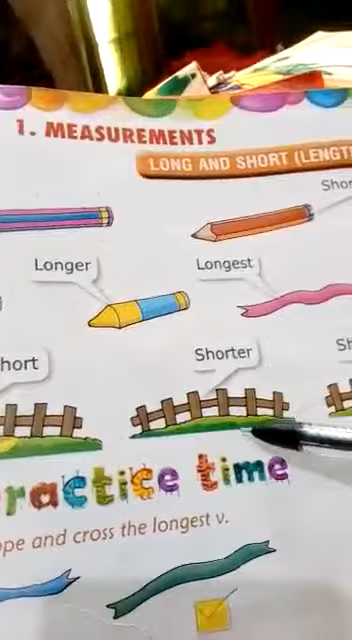 1. MEASUREMENTS
LONG AND SHORT (LENGT
Shor
Longer
Longest
hort
Shorter
Sh
ractice time
ope and cross the longest v.